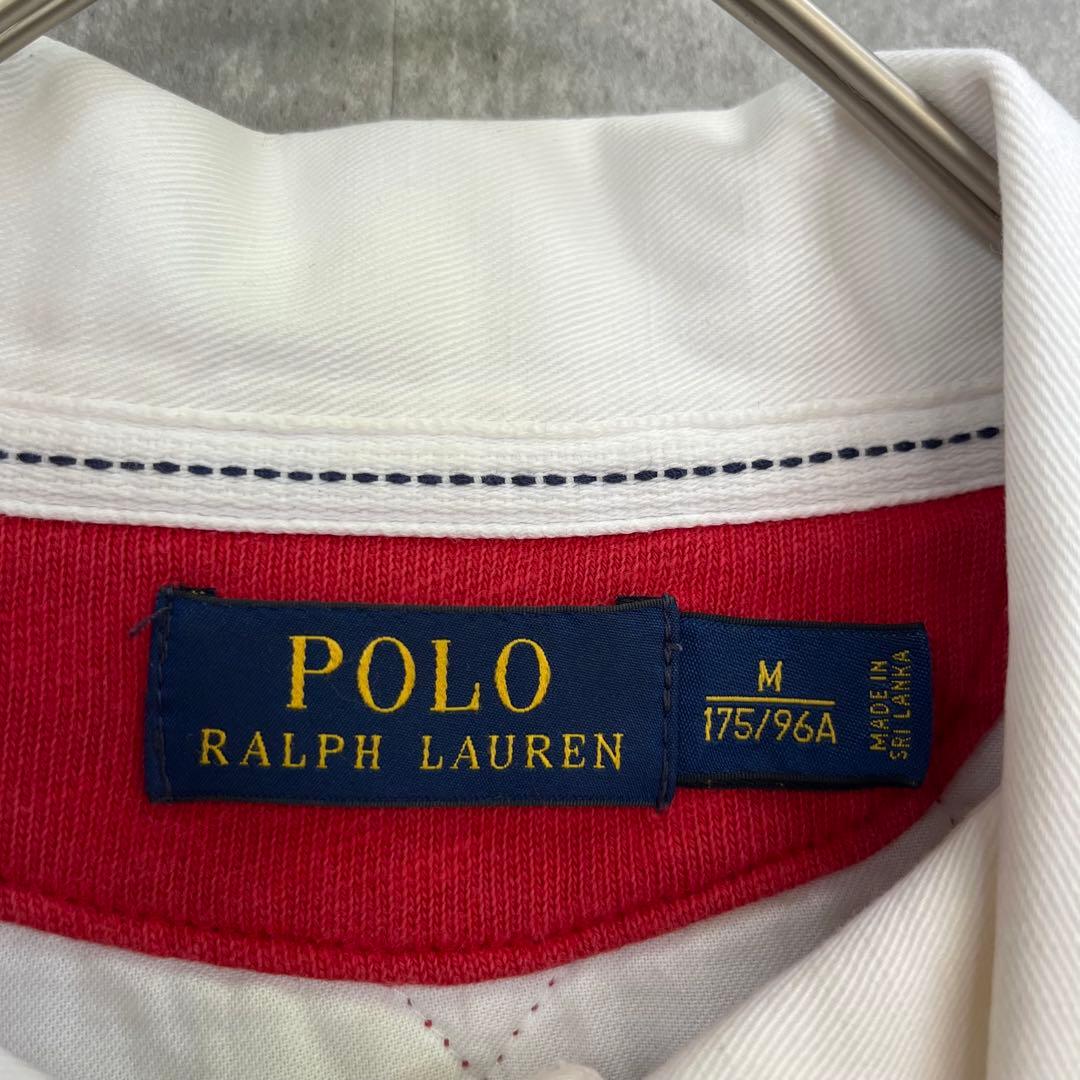 POLO
RALPH LAUREN
M
175/96A
MADE IN
SRI LANKA